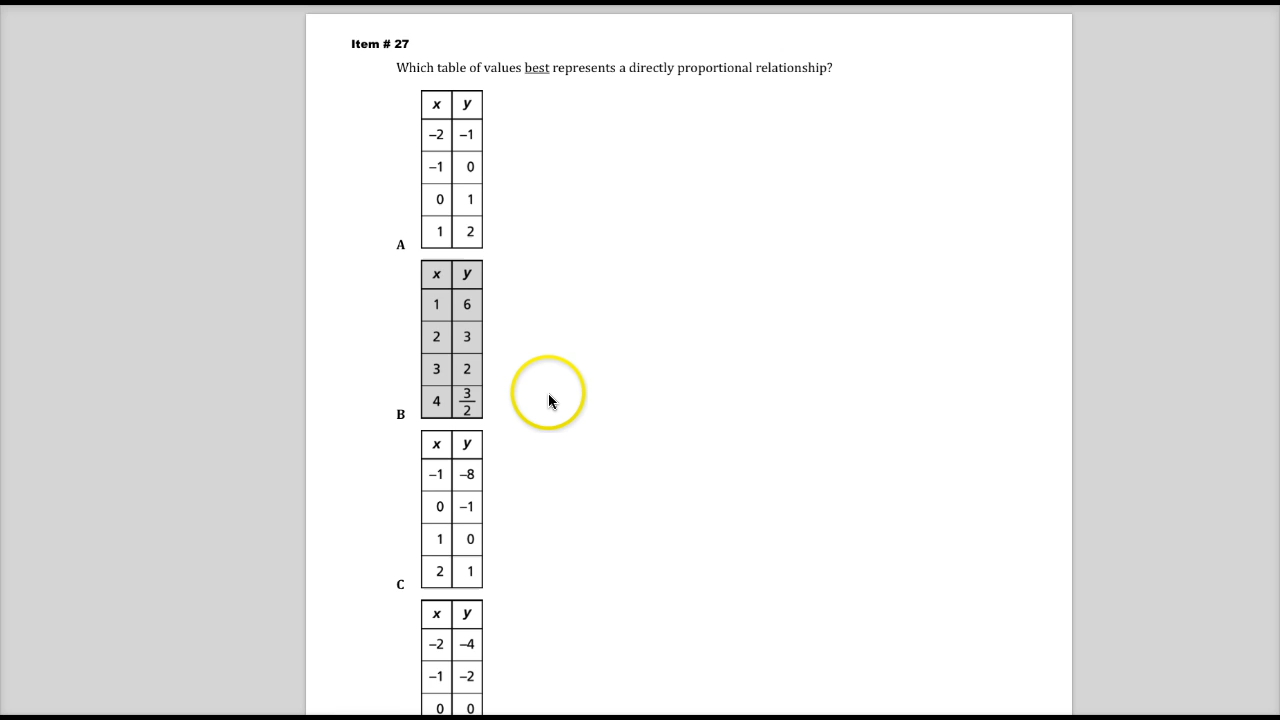 Item # 27
Which table of values best represents a directly proportional relationship?
x y
–2 –1
–1 0
0 1
1 2
A
x y
1 6
2 3
3 2
4 3/2
B
x y
–1 –8
0 –1
1 0
2 1
C
x y
–2 –4
–1 –2
0 0